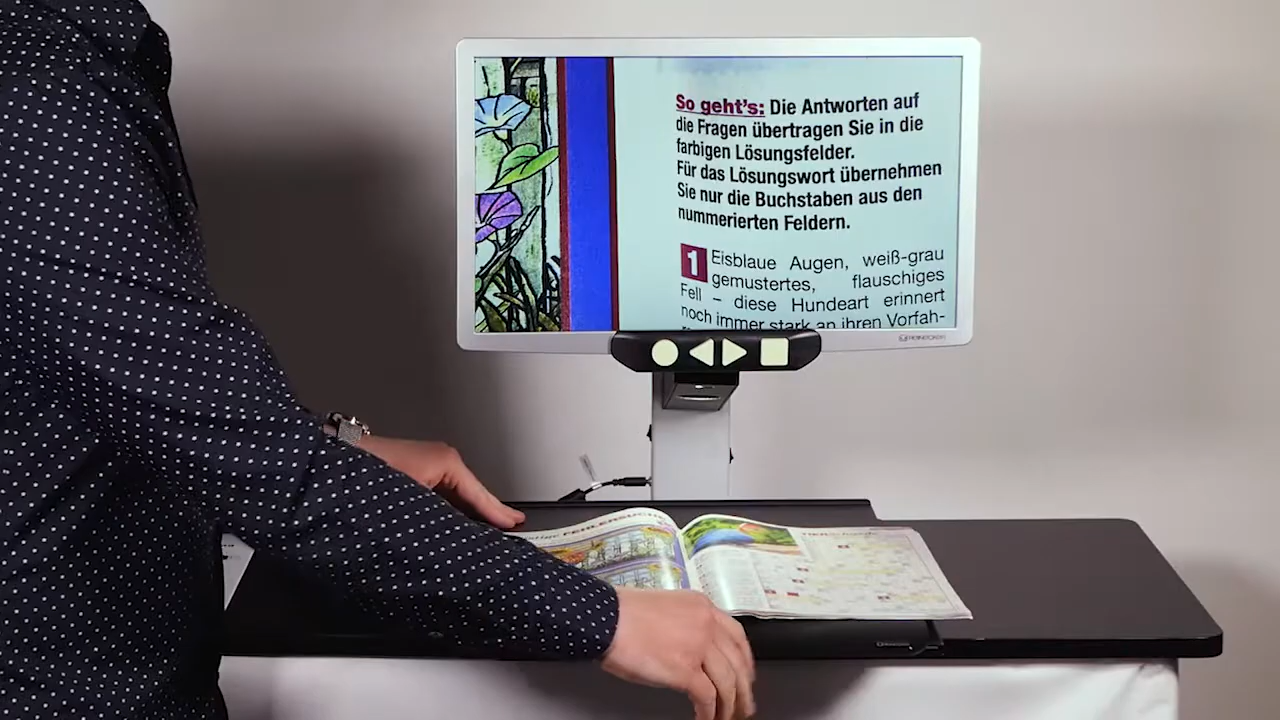 So geht's: Die Antworten auf
die Fragen übertragen Sie in die
farbigen Lösungsfelder.
Für das Lösungswort übernehmen
Sie nur die Buchstaben aus den
nummerierten Feldern.
1 Eisblaue Augen, weiß-grau
gemustertes, flauschiges
Fell – diese Hundeart erinnert
noch immer stark an ihren Vorfah-
FEHLERSUCHE